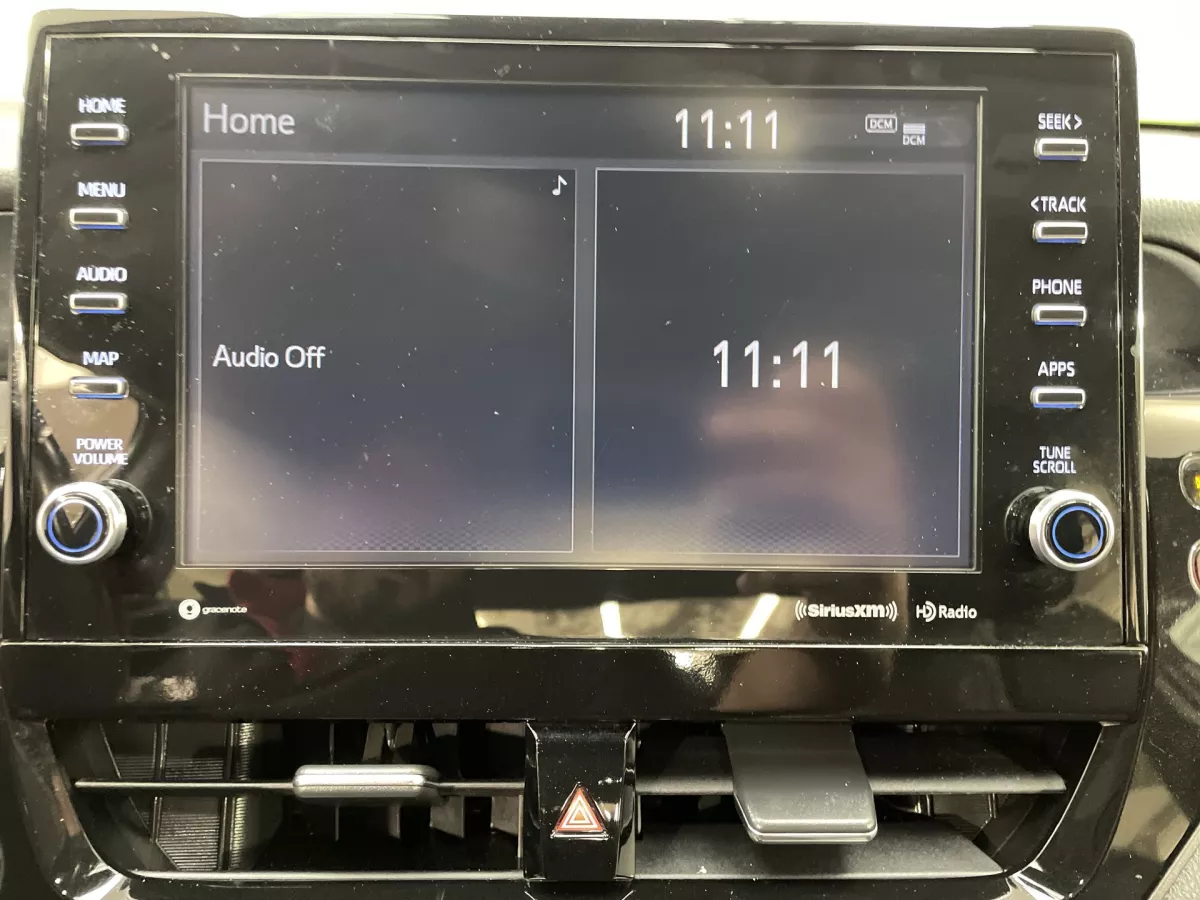 HOME
MENU
AUDIO
MAP
POWER
VOLUME
Home
11:11
DCM
DCM
Audio Off
11:11
SEEK>
<TRACK
PHONE
APPS
TUNE
SCROLL
gracenote
((SiriusXM))
HD Radio